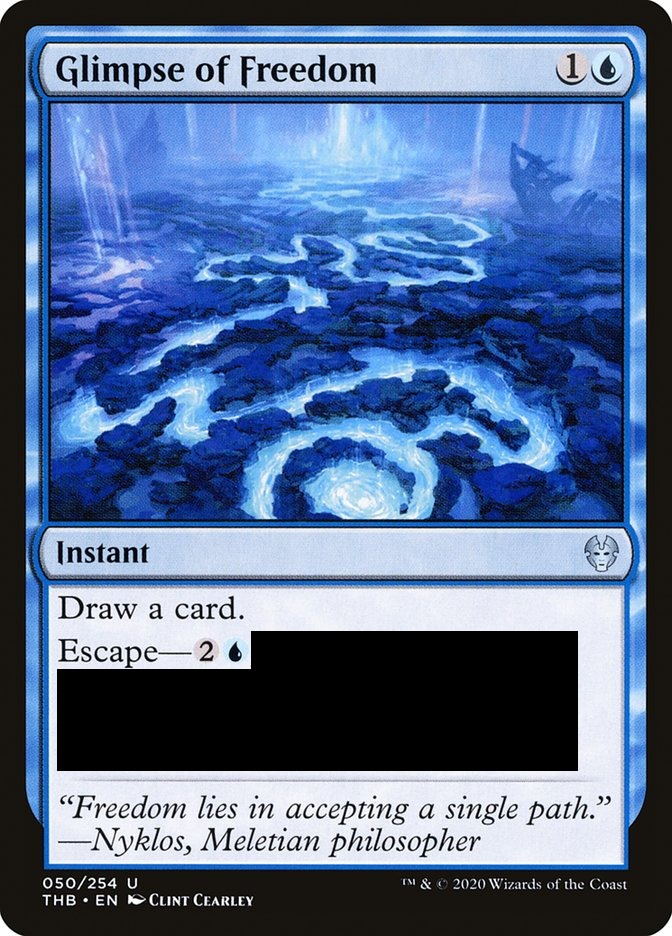 Glimpse of Freedom 1
Instant
Draw a card.
Escape—2
“Freedom lies in accepting a single path.”
—Nyklos, Meletian philosopher
050/254 U
THB • EN CLINT CEARLEY
™ & © 2020 Wizards of the Coast